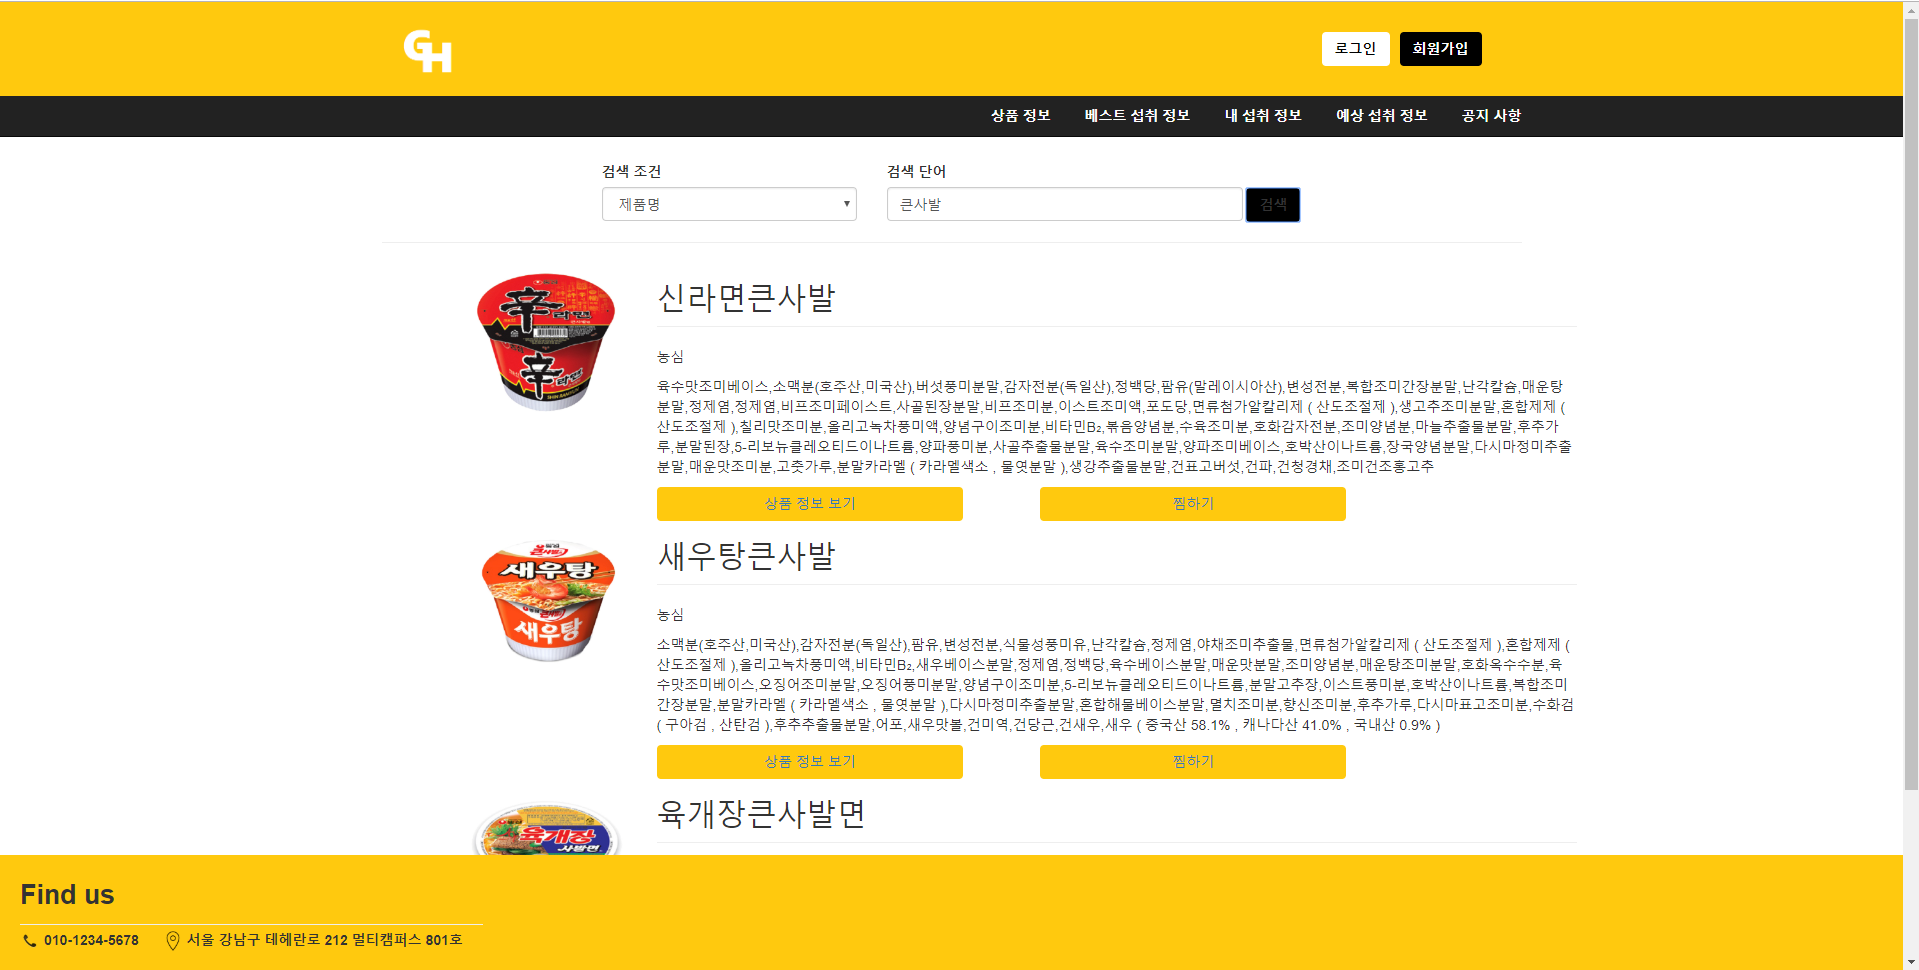 GH
로그인 회원가입
상품 정보 베스트 섭취 정보 내 섭취 정보 예상 섭취 정보 공지 사항
검색 조건 검색 단어
제품명 큰사발 검색
辛라면
辛라면
신라면큰사발
농심
육수맛조미베이스,소맥분(호주산,미국산),버섯풍미분말,감자전분(독일산),정백당,팜유(말레이시아산),변성전분,복합조미간장분말,난각칼슘,매운탕
분말,정제염,정제염,비프조미페이스트,사골된장분말,비프조미분,이스트조미액,포도당,면류첨가알칼리제 ( 산도조절제 ),생고추조미분말,혼합제제 (
산도조절제 ),칠리맛조미분,올리고녹차풍미액,양념구이조미분,비타민B₂,볶음양념분,수육조미분,호화감자전분,조미양념분,마늘추출물분말,후추가
루,분말된장,5-리보뉴클레오티드이나트륨,양파풍미분,사골추출물분말,육수조미분말,양파조미베이스,호박산이나트륨,장국양념분말,다시마정미추출
분말,매운맛조미분,고춧가루,분말카라멜 ( 카라멜색소 , 물엿분말 ),생강추출물분말,건표고버섯,건파,건청경채,조미건조홍고추
상품 정보 보기 찜하기
큰사발
새우탕
새우탕
새우탕큰사발
농심
소맥분(호주산,미국산),감자전분(독일산),팜유,변성전분,식물성풍미유,난각칼슘,정제염,야채조미추출물,면류첨가알칼리제 ( 산도조절제 ),혼합제제 (
산도조절제 ),올리고녹차풍미액,비타민B₂,새우베이스분말,정제염,정백당,육수베이스분말,매운맛분말,조미양념분,매운탕조미분말,호화옥수수분,육
수맛조미베이스,오징어조미분말,오징어풍미분말,양념구이조미분,5-리보뉴클레오티드이나트륨,분말고추장,이스트풍미분,호박산이나트륨,복합조미
간장분말,분말카라멜 ( 카라멜색소 , 물엿분말 ),다시마정미추출분말,혼합해물베이스분말,멸치조미분,향신조미분,후추가루,다시마표고조미분,수화검
( 구아검 , 산탄검 ),후추추출물분말,어포,새우맛볼,건미역,건당근,건새우,새우 ( 중국산 58.1% , 캐나다산 41.0% , 국내산 0.9% )
상품 정보 보기 찜하기
육개장
사발면
육개장큰사발면
Find us
010-1234-5678 서울 강남구 테헤란로 212 멀티캠퍼스 801호